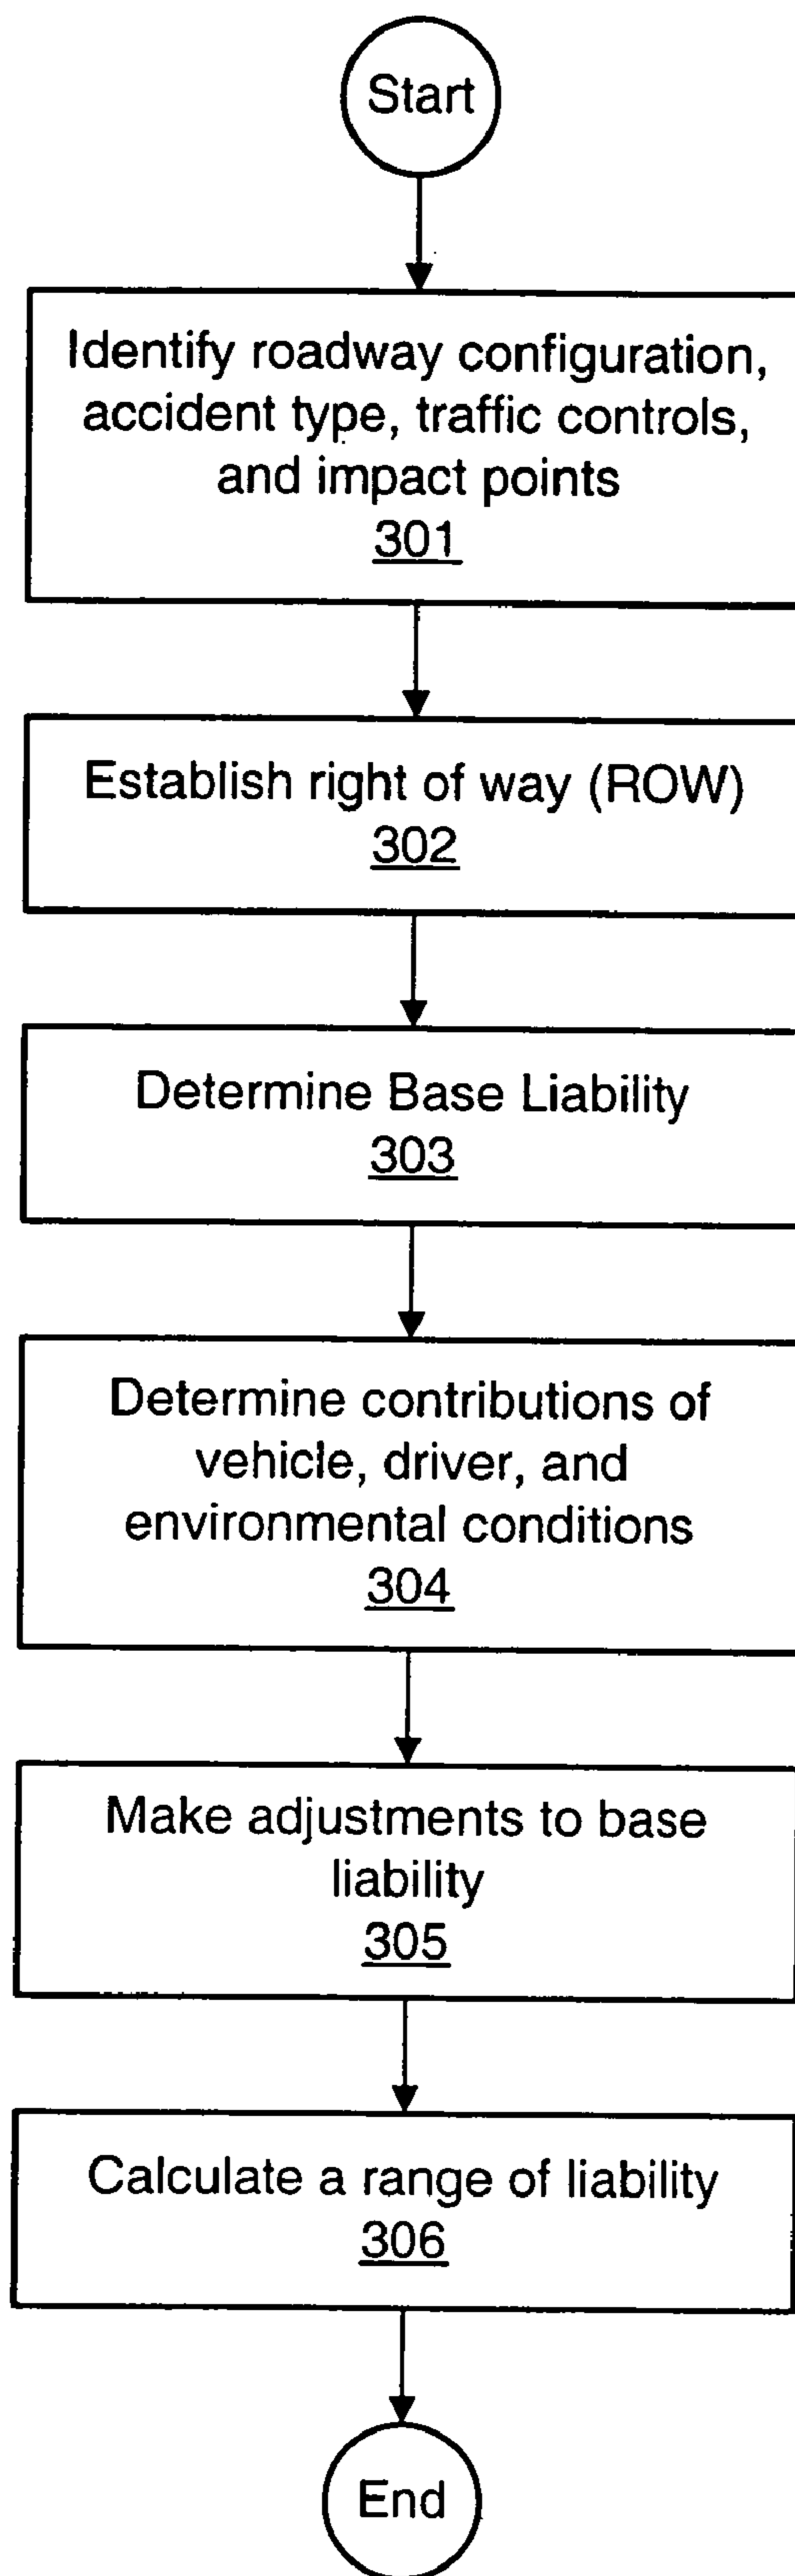 Start
Identify roadway configuration,
accident type, traffic controls,
and impact points
301
Establish right of way (ROW)
302
Determine Base Liability
303
Determine contributions of
vehicle, driver, and
environmental conditions
304
Make adjustments to base
liability
305
Calculate a range of liability
306
End